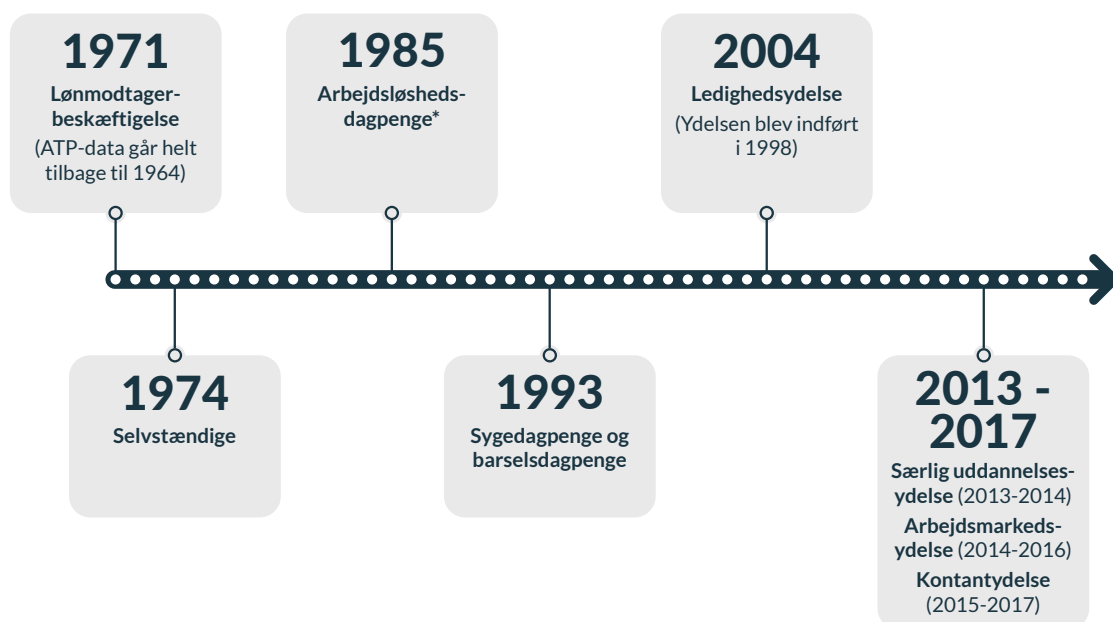 1971
Lønmodtager-
beskæftigelse
(ATP-data går helt
tilbage til 1964)
1985
Arbejdsløsheds-
dagpenge*
2004
Ledighedsydelse
(Ydelsen blev indført
i 1998)
1974
Selvstændige
1993
Sygedagpenge og
barselsdagpenge
2013 -
2017
Særlig uddannelses-
ydelse (2013-2014)
Arbejdsmarkeds-
ydelse (2014-2016)
Kontantydelse
(2015-2017)